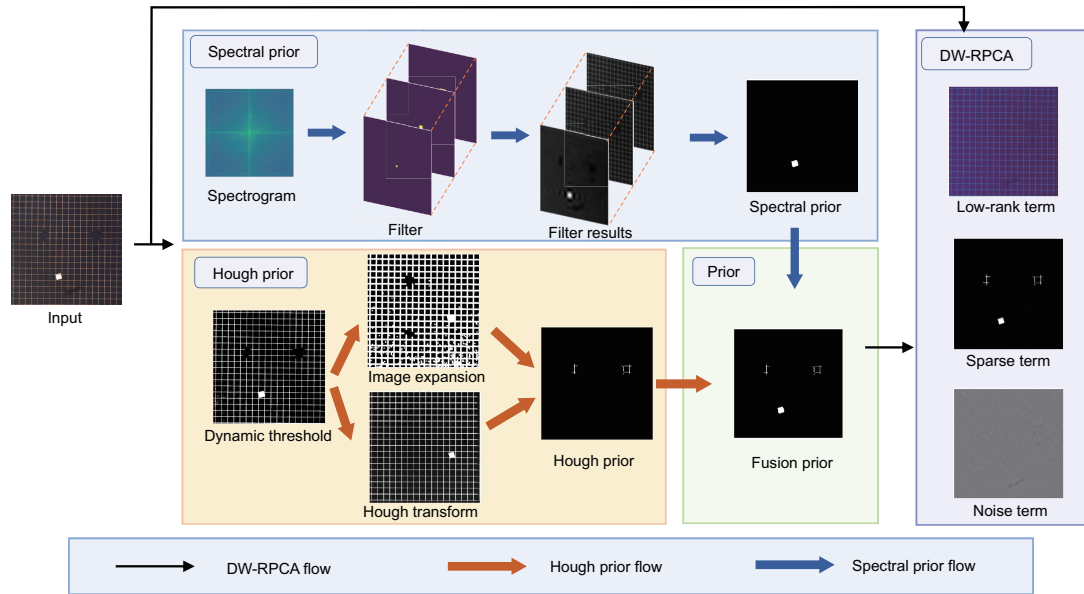 Spectral prior
DW-RPCA
Spectrogram
Filter
Filter results
Spectral prior
Low-rank term
Input
Hough prior
Prior
Image expansion
Dynamic threshold
Hough transform
Hough prior
Fusion prior
Sparse term
Noise term
DW-RPCA flow
Hough prior flow
Spectral prior flow